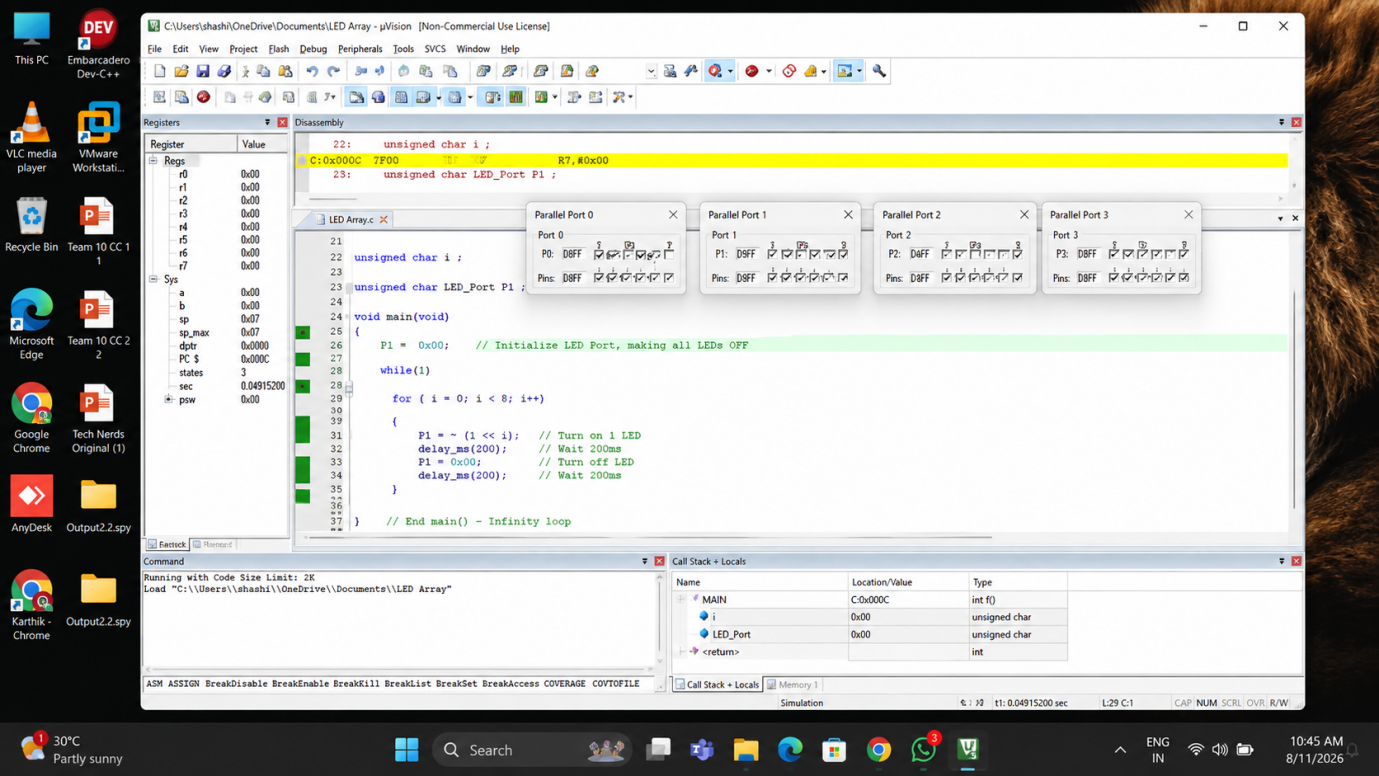 This PC
Embarcadero
Dev-C++
VLC media
player
VMware
Workstati...
Recycle Bin
Team 10 CC 1
1
Microsoft
Edge
Team 10 CC 2
2
Google
Chrome
Tech Nerds
Original (1)
AnyDesk
Output2.2.spy
Karthik -
Chrome
Output2.2.spy
DEV
C:\Users\shashi\OneDrive\Documents\LED Array - µVision [Non-Commercial Use License]
File Edit View Project Flash Debug Peripherals Tools SVCS Window Help
Registers
Register Value
Regs
r0 0x00
r1 0x00
r2 0x00
r3 0x00
r4 0x00
r5 0x00
r6 0x00
r7 0x00
Sys
a 0x00
b 0x00
sp 0x07
sp_max 0x07
dptr 0x0000
PC $ 0x000C
states 3
sec 0.04915200
psw 0x00
Disassembly
22: unsigned char i ;
C:0x000C 7F00 R7,#0x00
23: unsigned char LED_Port P1 ;
LED Array.c
Parallel Port 0
Port 0
P0: D8FF
Pins: D8FF
Parallel Port 1
Port 1
P1: D9FF
Pins: D8FF
Parallel Port 2
Port 2
P2: D4FF
Pins: D8FF
Parallel Port 3
Port 3
P3: D8FF
Pins: D8FF
21
22 unsigned char i ;
23 unsigned char LED_Port P1 ;
24 void main(void)
25 {
26 P1 = 0x00; // Initialize LED Port, making all LEDs OFF
27
28 while(1)
28
29 for ( i = 0; i < 8; i++)
30
39 {
31 P1 = ~ (1 << i); // Turn on 1 LED
32 delay_ms(200); // Wait 200ms
33 P1 = 0x00; // Turn off LED
34 delay_ms(200); // Wait 200ms
35 }
36
37 } // End main() - Infinity loop
Command
Running with Code Size Limit: 2K
Load "C:\\Users\\shashi\\OneDrive\\Documents\\LED Array"
ASM ASSIGN BreakDisable BreakEnable BreakKill BreakList BreakSet BreakAccess COVERAGE COVTOFILE
Call Stack + Locals
Name Location/Value Type
MAIN C:0x000C int f()
i 0x00 unsigned char
LED_Port 0x00 unsigned char
<return> int
Call Stack + Locals Memory 1
Simulation t1: 0.04915200 sec L:29 C:1 CAP NUM SCRL OVR R/W
1
30°C
Partly sunny
Search
3
ENG
IN
10:45 AM
8/11/2026